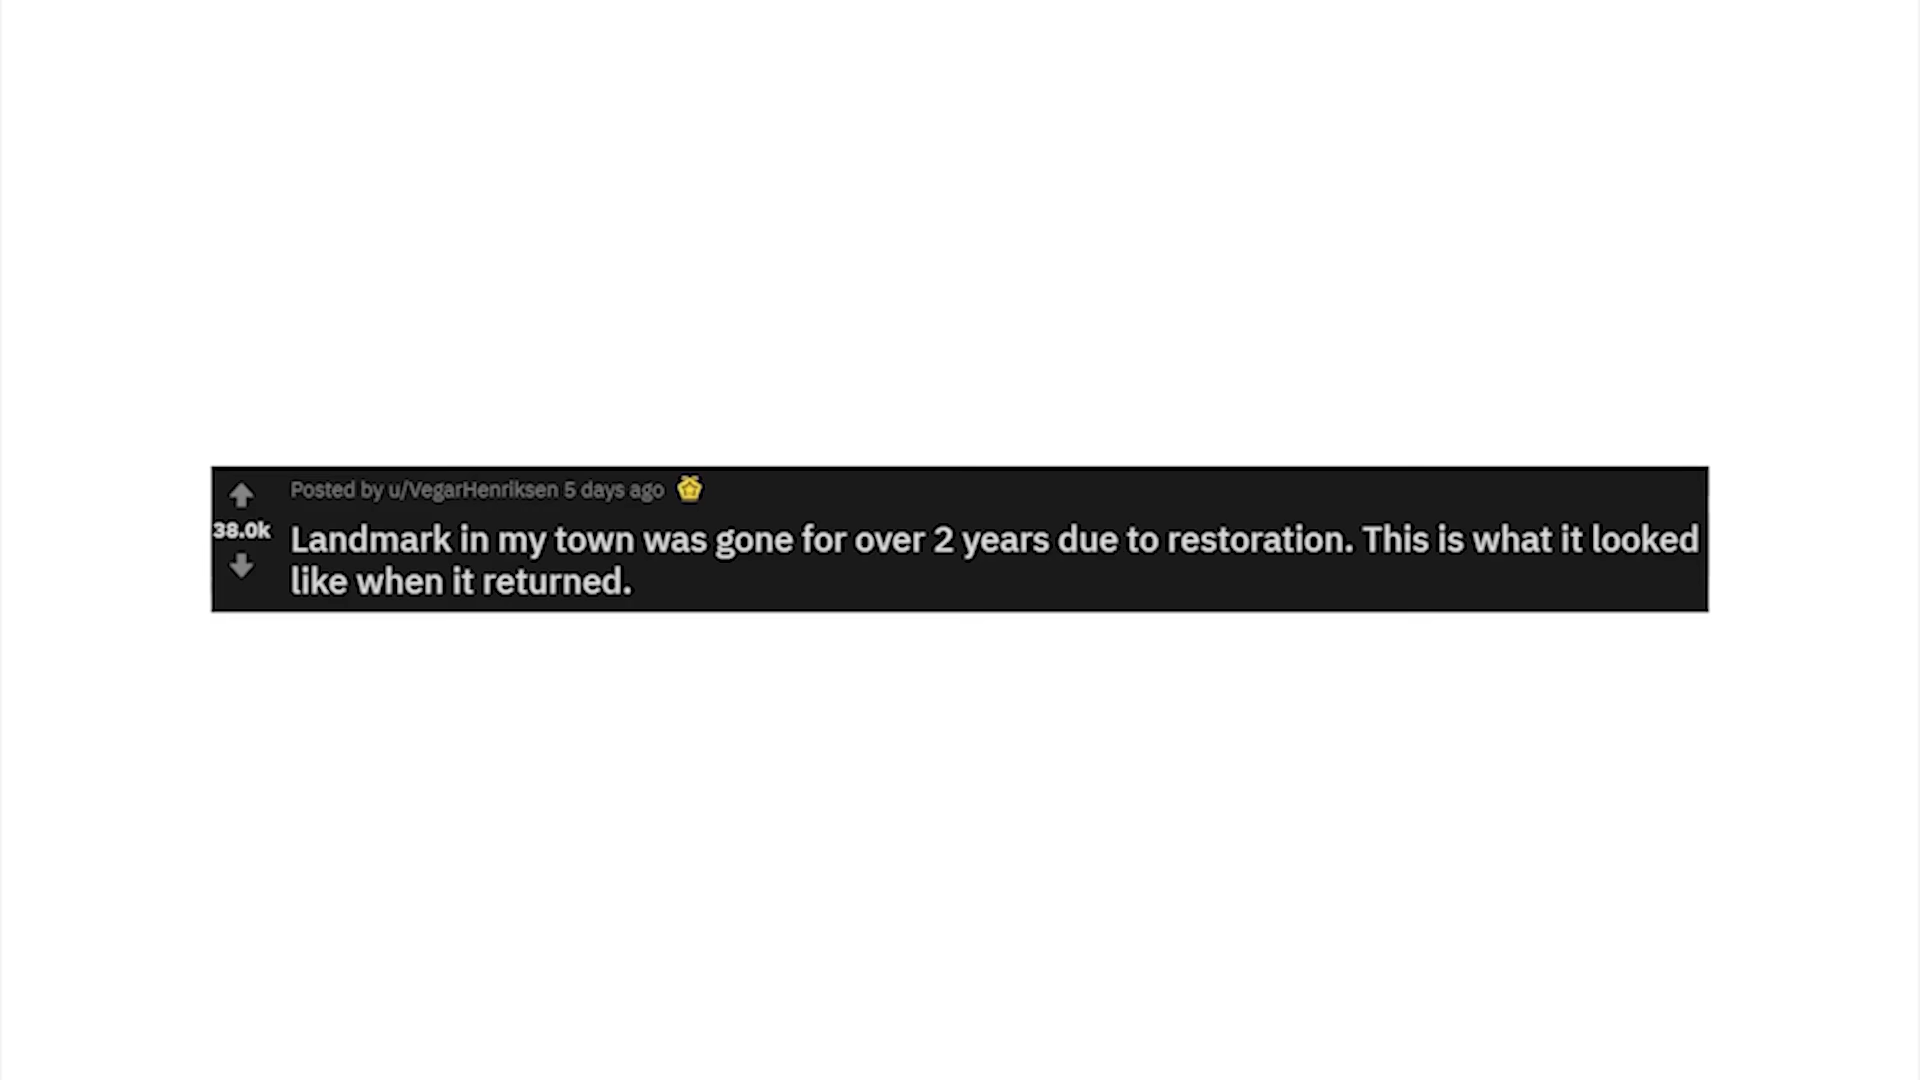 Posted by u/VegarHenriksen 5 days ago
38.0k
Landmark in my town was gone for over 2 years due to restoration. This is what it looked
like when it returned.